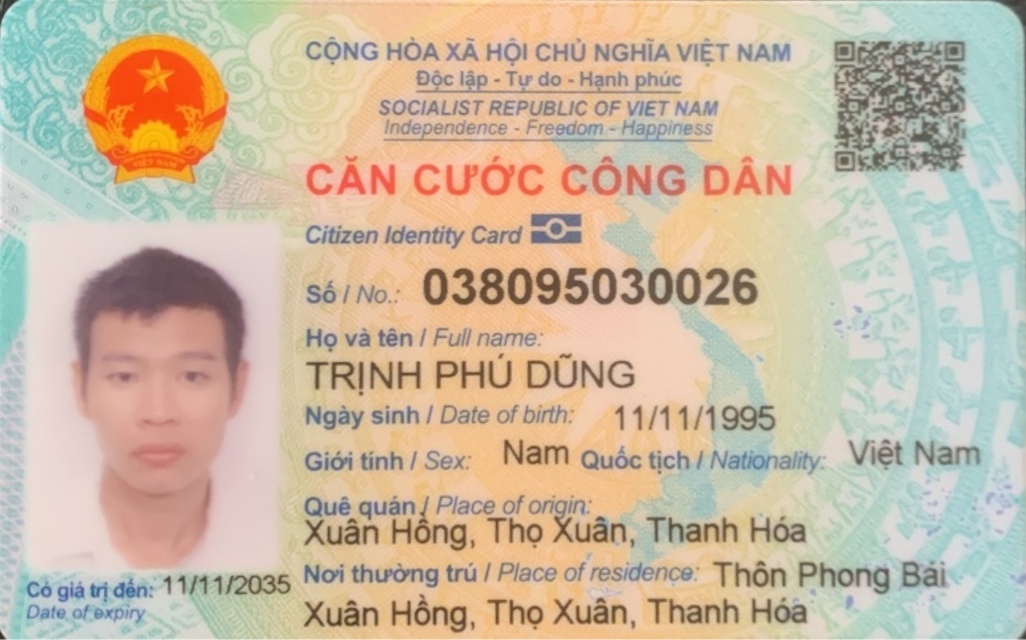 CỘNG HÒA XÃ HỘI CHỦ NGHĨA VIỆT NAM
Độc lập - Tự do - Hạnh phúc
SOCIALIST REPUBLIC OF VIET NAM
Independence - Freedom - Happiness
CĂN CƯỚC CÔNG DÂN
Citizen Identity Card
Số / No.: 038095030026
Họ và tên / Full name:
TRỊNH PHÚ DŨNG
Ngày sinh / Date of birth: 11/11/1995
Giới tính / Sex: Nam Quốc tịch / Nationality: Việt Nam
Quê quán / Place of origin:
Xuân Hồng, Thọ Xuân, Thanh Hóa
Nơi thường trú / Place of residence: Thôn Phong Bái
Xuân Hồng, Thọ Xuân, Thanh Hóa
Có giá trị đến: 11/11/2035
Date of expiry
VIỆT NAM